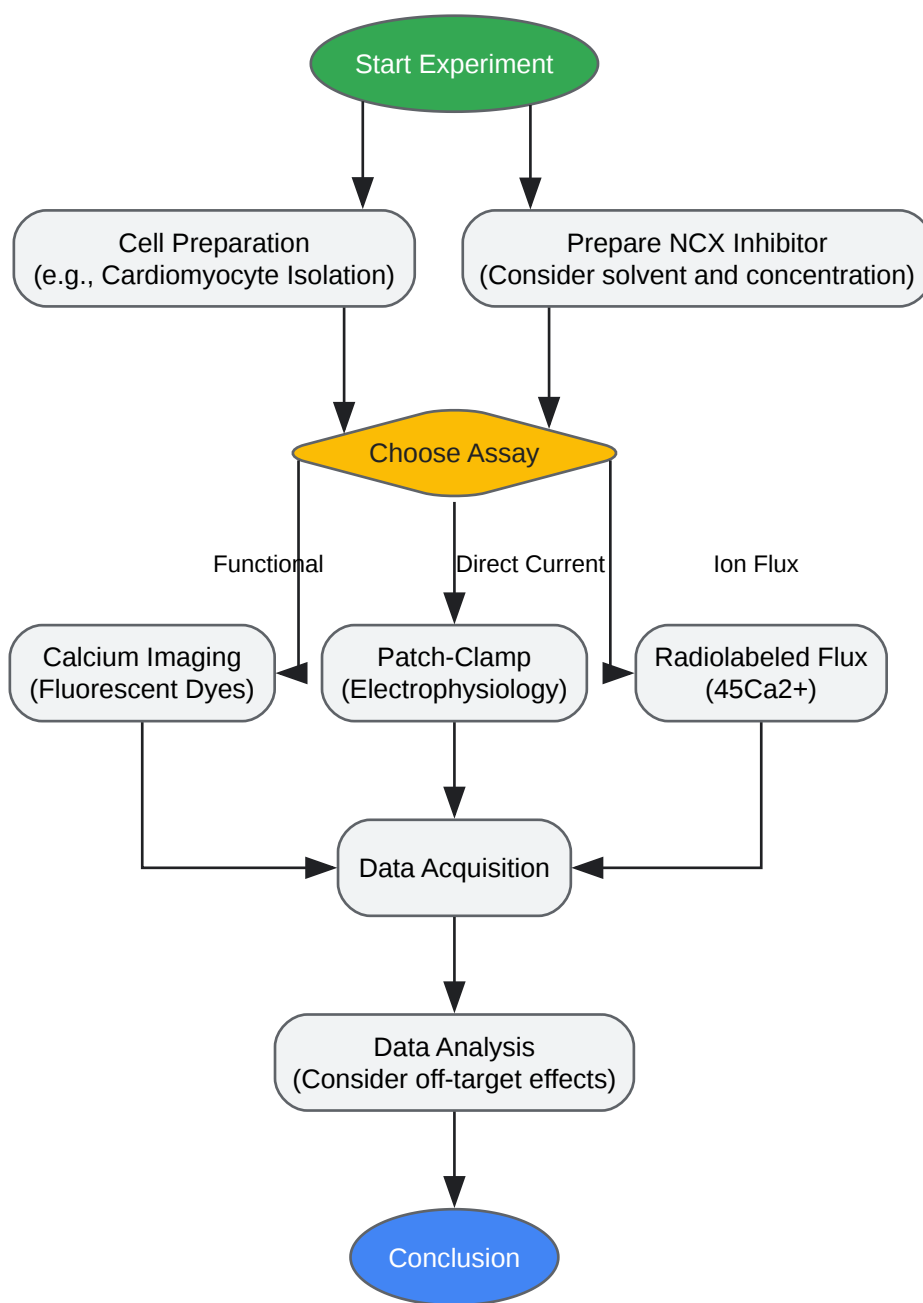 Start Experiment
Cell Preparation
(e.g., Cardiomyocyte Isolation)
Prepare NCX Inhibitor
(Consider solvent and concentration)
Choose Assay
Functional
Direct Current
Ion Flux
Calcium Imaging
(Fluorescent Dyes)
Patch-Clamp
(Electrophysiology)
Radiolabeled Flux
(45Ca2+)
Data Acquisition
Data Analysis
(Consider off-target effects)
Conclusion